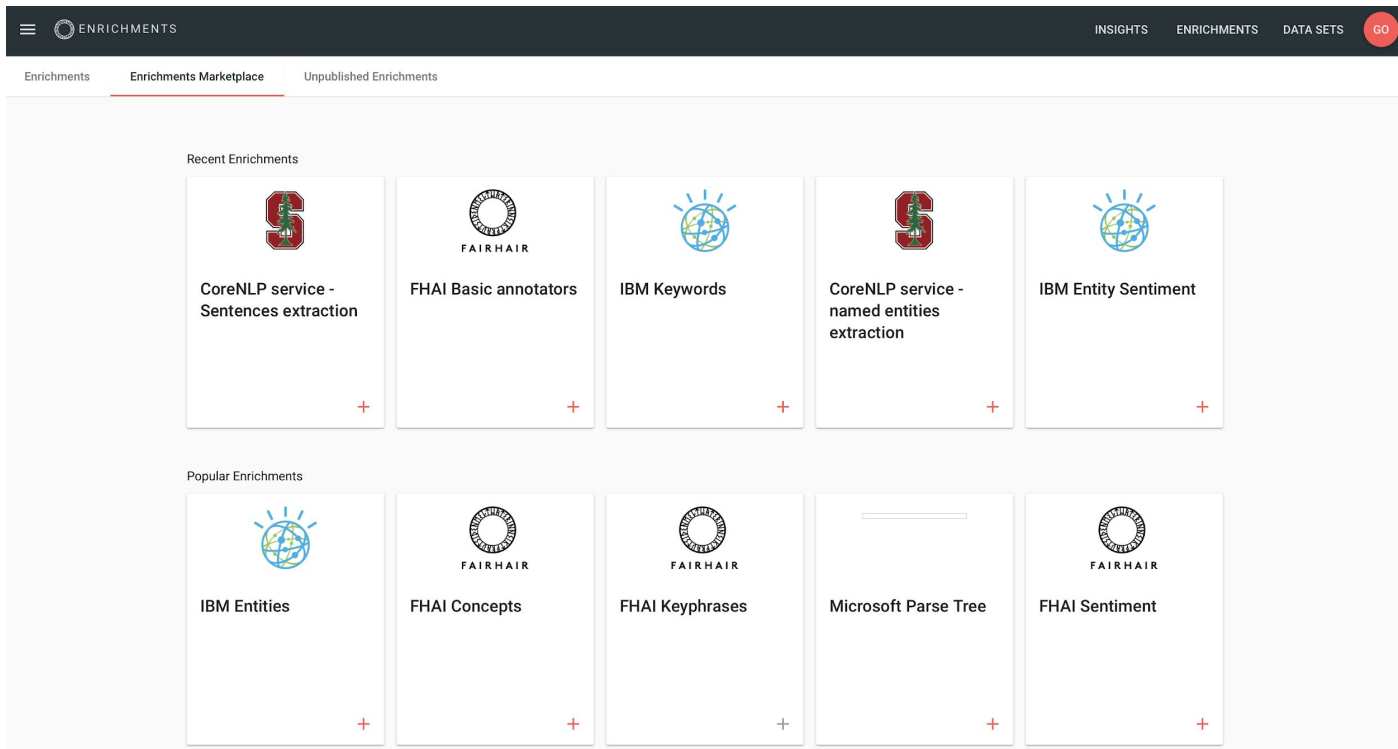 ENRICHMENTS
INSIGHTS ENRICHMENTS DATA SETS GO
Enrichments Enrichments Marketplace Unpublished Enrichments
Recent Enrichments
S FAIRHAIR S
CoreNLP service - FHAI Basic annotators IBM Keywords CoreNLP service - IBM Entity Sentiment
Sentences extraction named entities
extraction
+ + + + +
Popular Enrichments
FAIRHAIR FAIRHAIR FAIRHAIR
IBM Entities FHAI Concepts FHAI Keyphrases Microsoft Parse Tree FHAI Sentiment
+ + + + +